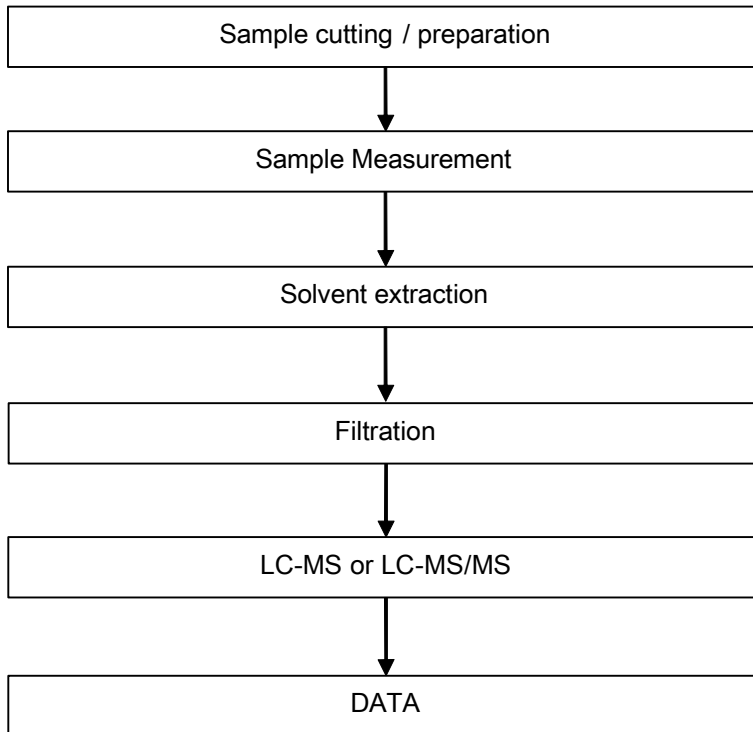 Sample cutting / preparation
Sample Measurement
Solvent extraction
Filtration
LC-MS or LC-MS/MS
DATA